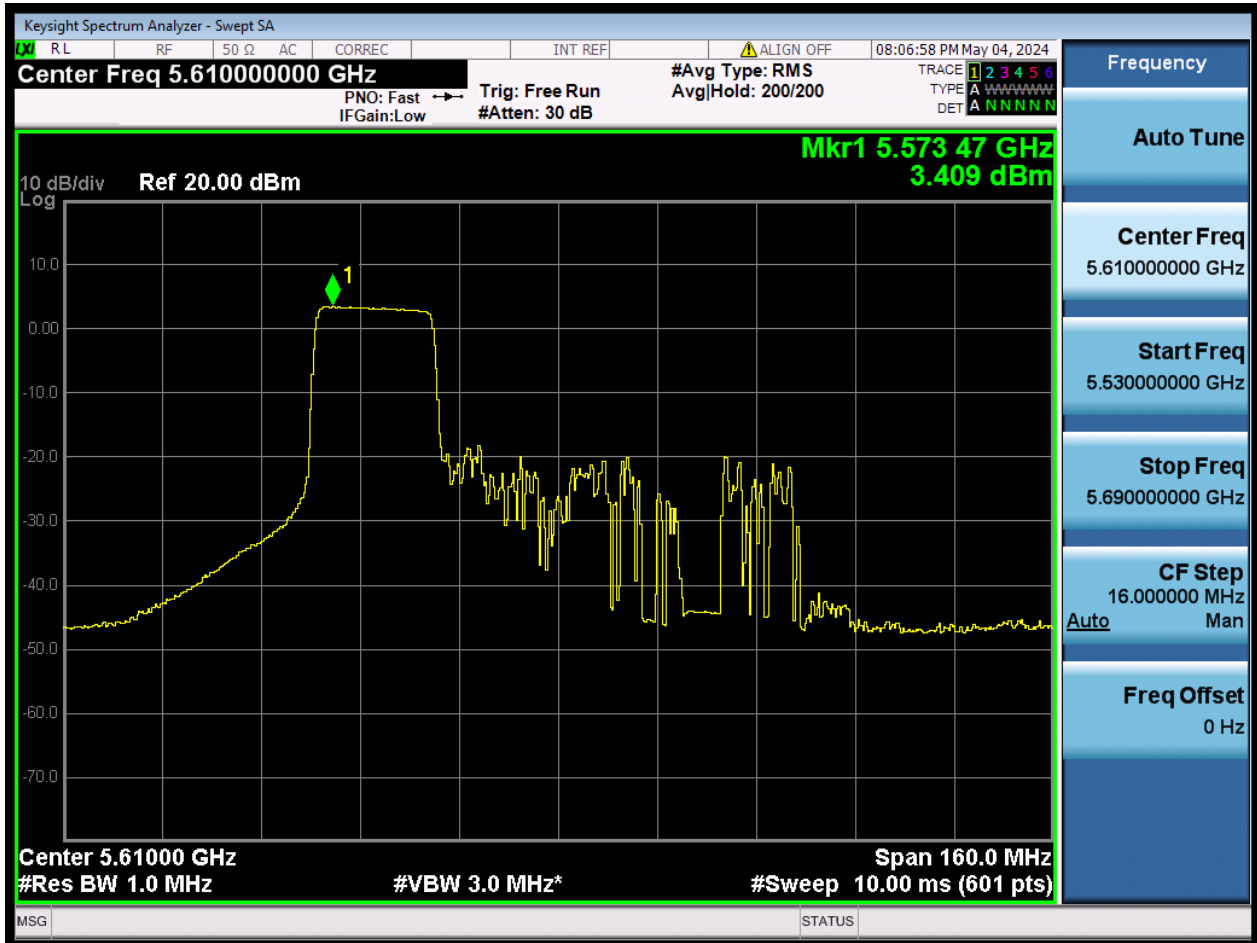 Keysight Spectrum Analyzer - Swept SA
LXI RL RF 50 Ω AC CORREC INT REF ALIGN OFF 08:06:58 PM May 04, 2024
Center Freq 5.610000000 GHz
PNO: Fast
IFGain:Low
Trig: Free Run
#Atten: 30 dB
#Avg Type: RMS
Avg|Hold: 200/200
TRACE 1 2 3 4 5 6
TYPE A WWWWW
DET A N N N N N
Mkr1 5.573 47 GHz
3.409 dBm
10 dB/div Ref 20.00 dBm
Log
1
10.0
0.00
-10.0
-20.0
-30.0
-40.0
-50.0
-60.0
-70.0
Center 5.61000 GHz Span 160.0 MHz
#Res BW 1.0 MHz #VBW 3.0 MHz* #Sweep 10.00 ms (601 pts)
MSG STATUS
Frequency
Auto Tune
Center Freq
5.610000000 GHz
Start Freq
5.530000000 GHz
Stop Freq
5.690000000 GHz
CF Step
16.000000 MHz
Auto Man
Freq Offset
0 Hz